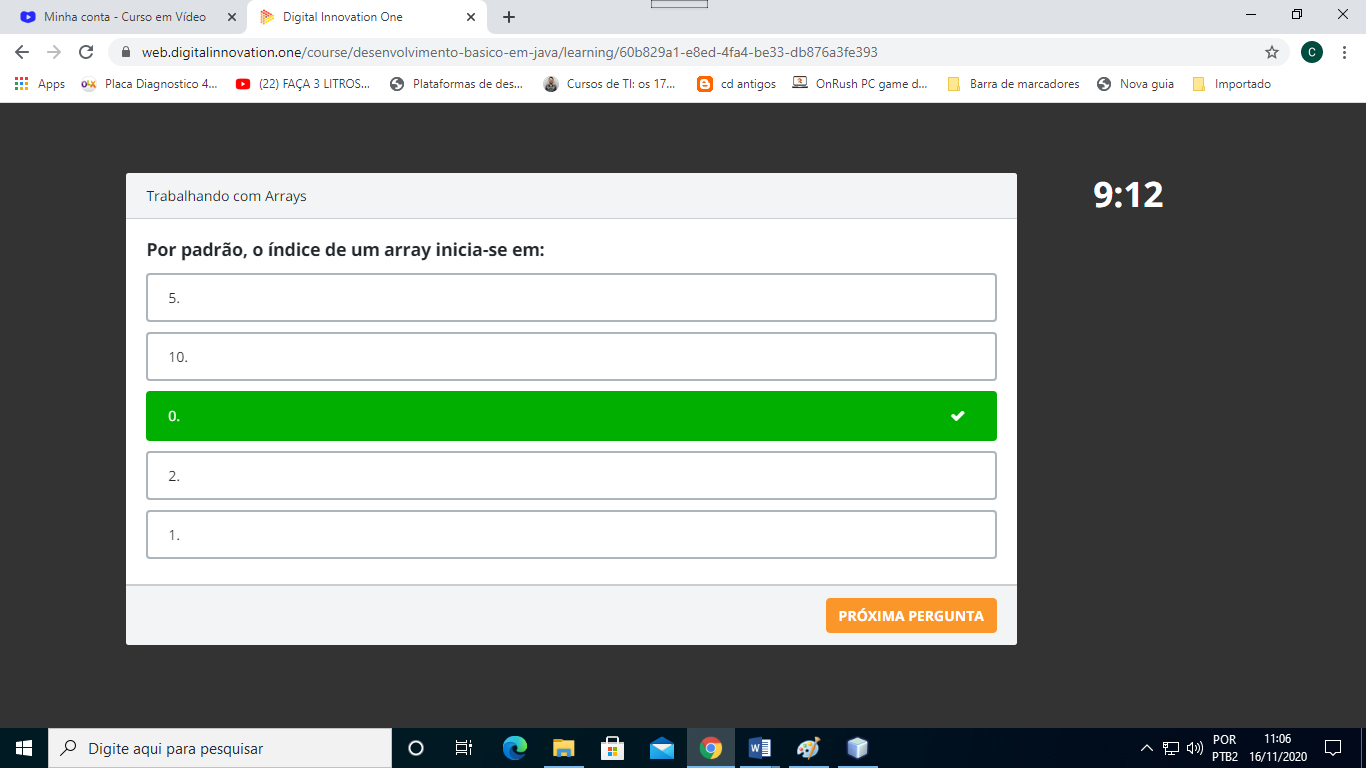 Minha conta - Curso em Vídeo
Digital Innovation One
web.digitalinnovation.one/course/desenvolvimento-basico-em-java/learning/60b829a1-e8ed-4fa4-be33-db876a3fe393
C
Apps
OLX
Placa Diagnostico 4...
(22) FAÇA 3 LITROS...
Plataformas de des...
Cursos de TI: os 17...
cd antigos
OnRush PC game d...
Barra de marcadores
Nova guia
Importado
Trabalhando com Arrays
9:12
Por padrão, o índice de um array inicia-se em:
5.
10.
0.
2.
1.
PRÓXIMA PERGUNTA
Digite aqui para pesquisar
POR
PTB2
11:06
16/11/2020